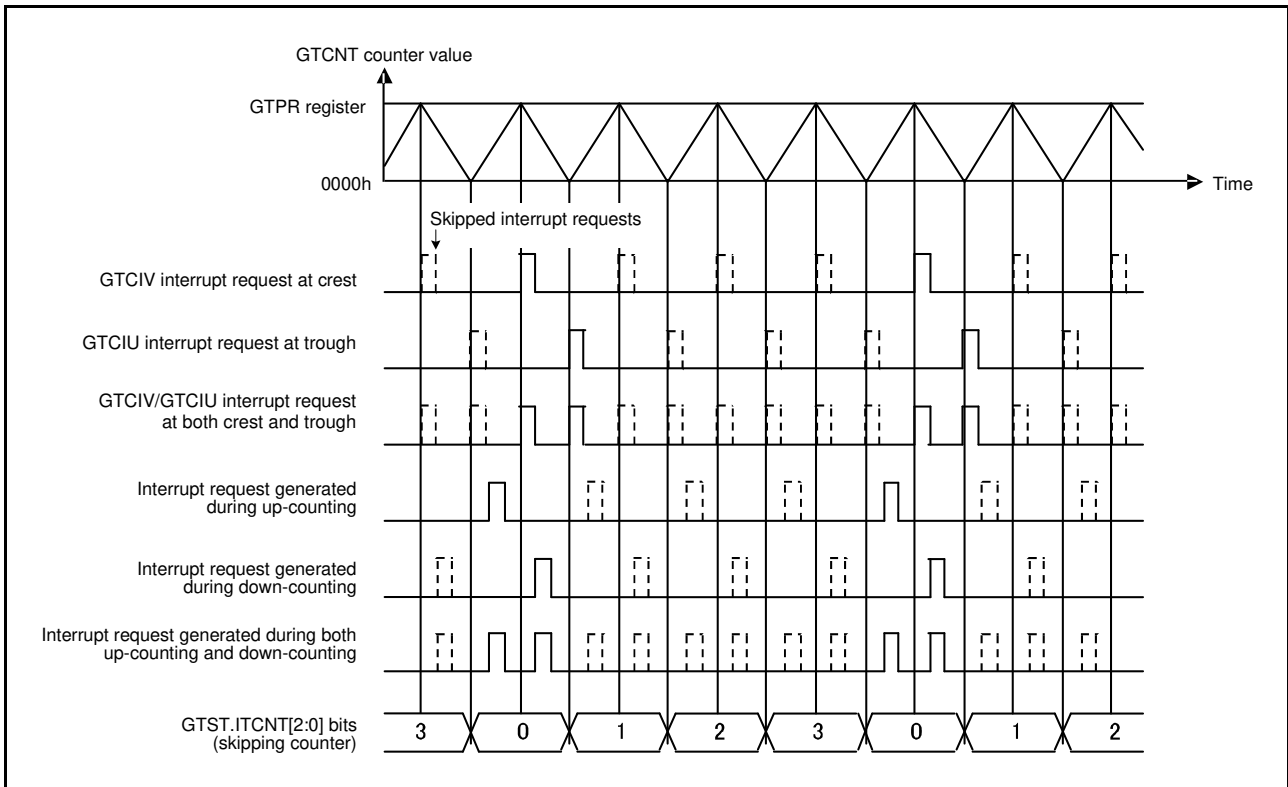 GTCNT counter value
GTPR register
0000h
Time
Skipped interrupt requests
GTCIV interrupt request at crest
GTCIU interrupt request at trough
GTCIV/GTCIU interrupt request
at both crest and trough
Interrupt request generated
during up-counting
Interrupt request generated
during down-counting
Interrupt request generated during both
up-counting and down-counting
GTST.ITCNT[2:0] bits
(skipping counter)
3 0 1 2 3 0 1 2